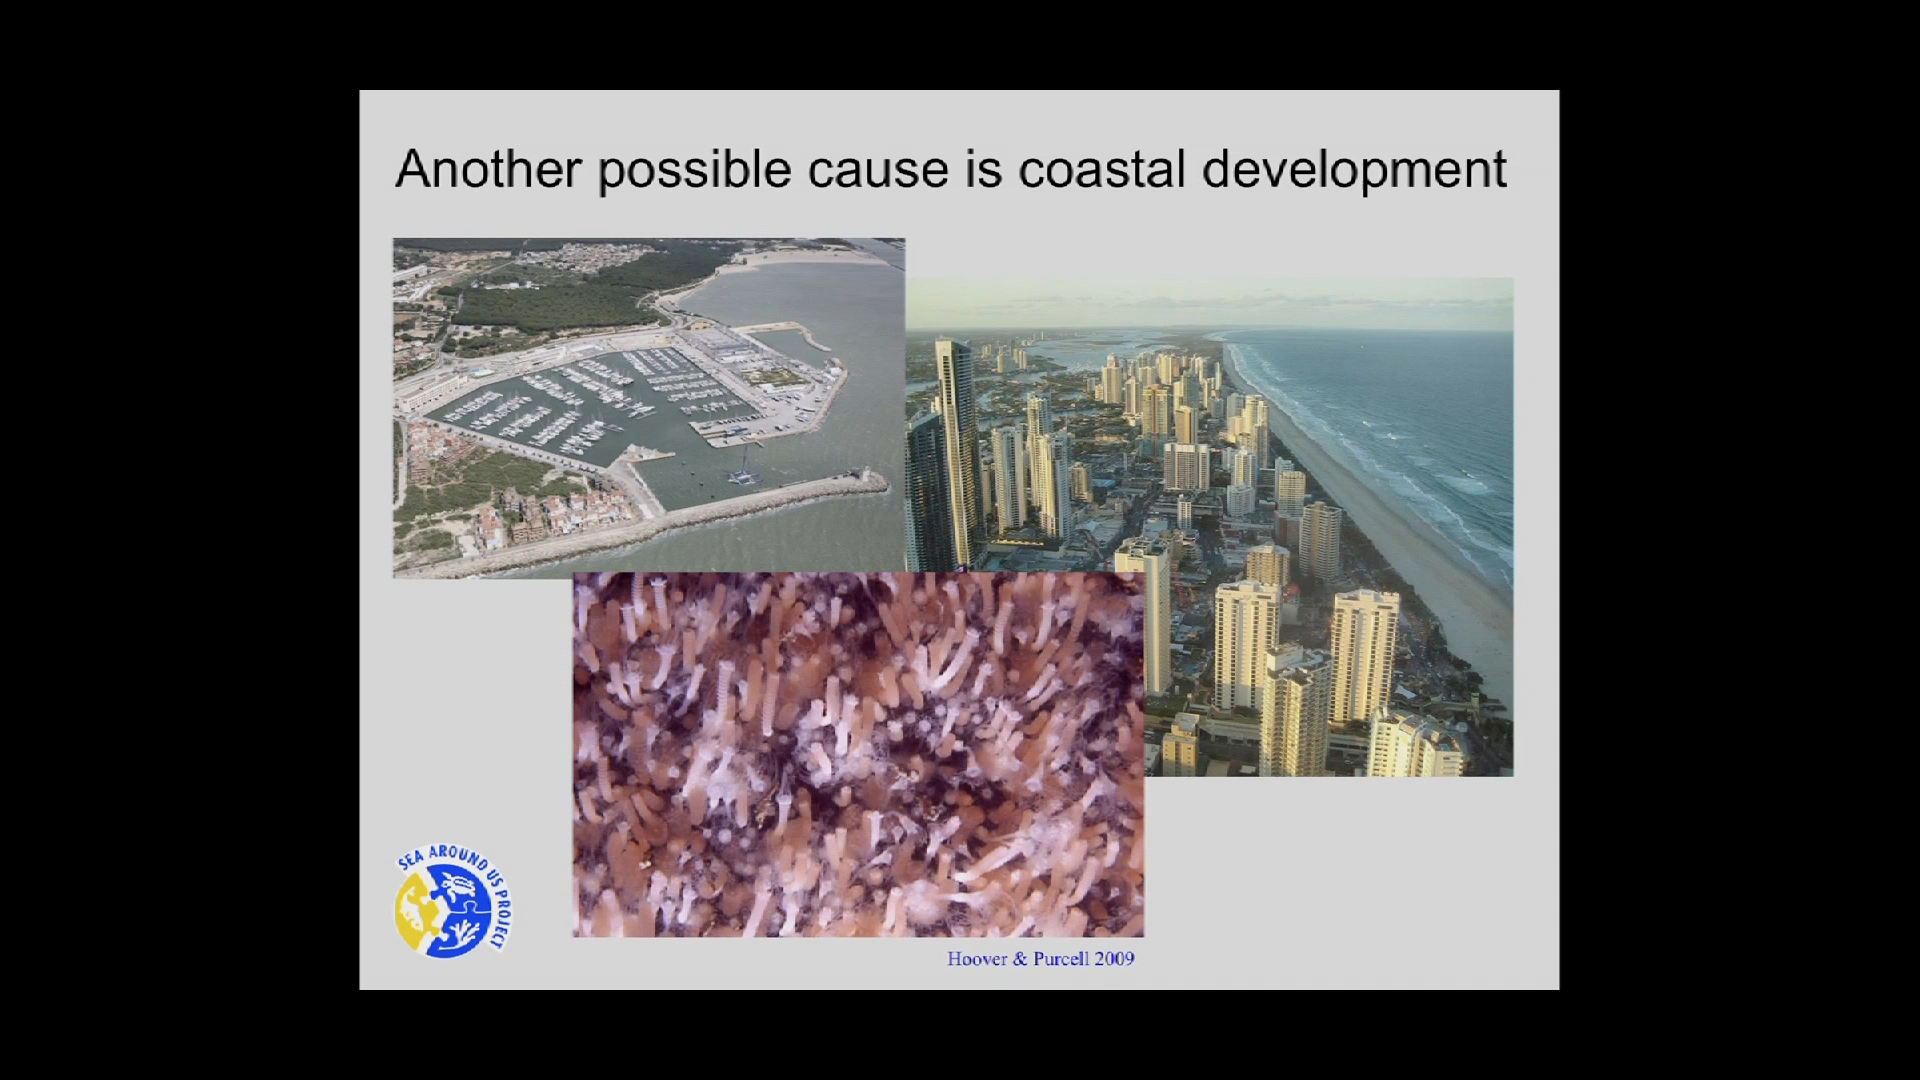 Another possible cause is coastal development
SEA AROUND US PROJECT
Hoover & Purcell 2009